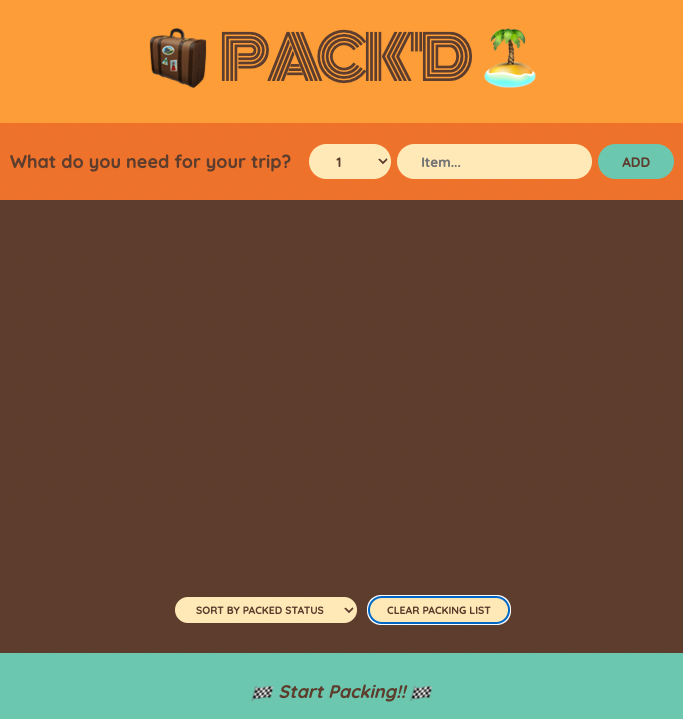 PACK'D
What do you need for your trip? 1 Item... ADD
SORT BY PACKED STATUS CLEAR PACKING LIST
Start Packing!!